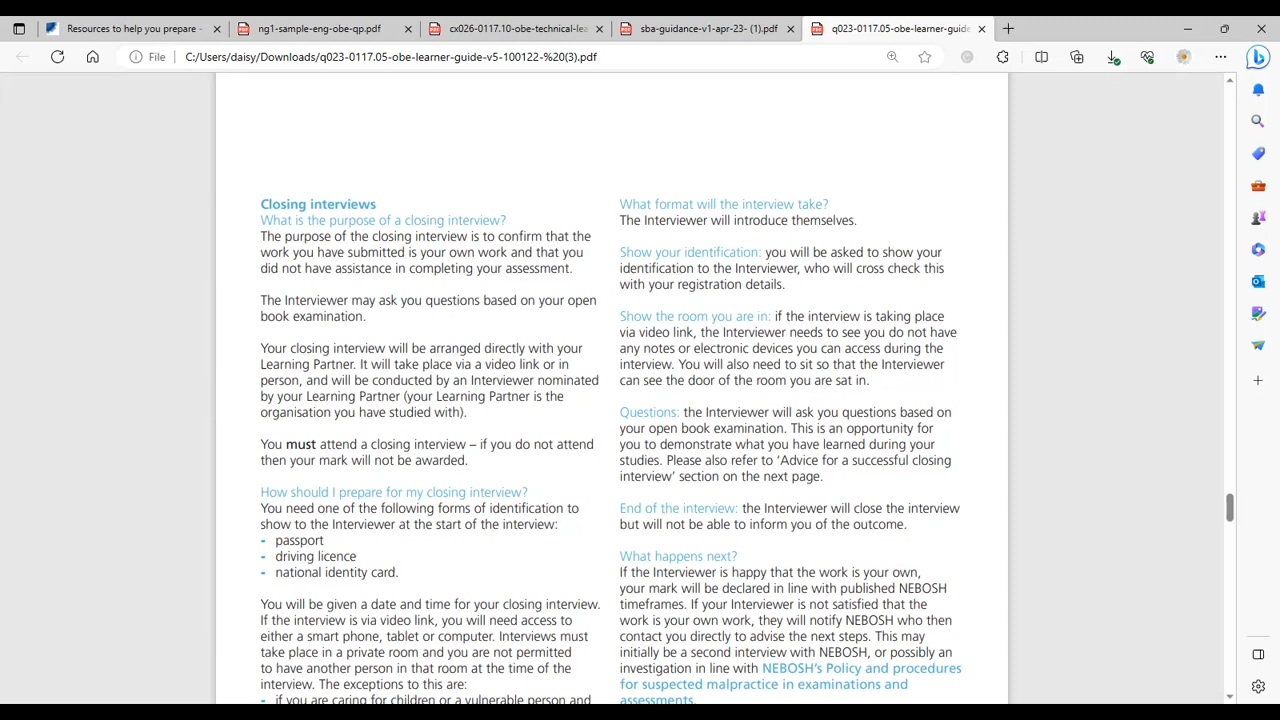 Resources to help you prepare -
ng1-sample-eng-obe-qp.pdf
cx026-0117.10-obe-technical-lea
sba-guidance-v1-apr-23- (1).pdf
q023-0117.05-obe-learner-guide-
File
C:/Users/daisy/Downloads/q023-0117.05-obe-learner-guide-v5-100122-%20(3).pdf
Closing interviews
What is the purpose of a closing interview?
The purpose of the closing interview is to confirm that the
work you have submitted is your own work and that you
did not have assistance in completing your assessment.
The Interviewer may ask you questions based on your open
book examination.
Your closing interview will be arranged directly with your
Learning Partner. It will take place via a video link or in
person, and will be conducted by an Interviewer nominated
by your Learning Partner (your Learning Partner is the
organisation you have studied with).
You must attend a closing interview – if you do not attend
then your mark will not be awarded.
How should I prepare for my closing interview?
You need one of the following forms of identification to
show to the Interviewer at the start of the interview:
- passport
- driving licence
- national identity card.
You will be given a date and time for your closing interview.
If the interview is via video link, you will need access to
either a smart phone, tablet or computer. Interviews must
take place in a private room and you are not permitted
to have another person in that room at the time of the
interview. The exceptions to this are:
- if you are caring for children or a vulnerable person and
What format will the interview take?
The Interviewer will introduce themselves.
Show your identification: you will be asked to show your
identification to the Interviewer, who will cross check this
with your registration details.
Show the room you are in: if the interview is taking place
via video link, the Interviewer needs to see you do not have
any notes or electronic devices you can access during the
interview. You will also need to sit so that the Interviewer
can see the door of the room you are sat in.
Questions: the Interviewer will ask you questions based on
your open book examination. This is an opportunity for
you to demonstrate what you have learned during your
studies. Please also refer to ‘Advice for a successful closing
interview’ section on the next page.
End of the interview: the Interviewer will close the interview
but will not be able to inform you of the outcome.
What happens next?
If the Interviewer is happy that the work is your own,
your mark will be declared in line with published NEBOSH
timeframes. If your Interviewer is not satisfied that the
work is your own work, they will notify NEBOSH who then
contact you directly to advise the next steps. This may
initially be a second interview with NEBOSH, or possibly an
investigation in line with NEBOSH’s Policy and procedures
for suspected malpractice in examinations and
assessments.